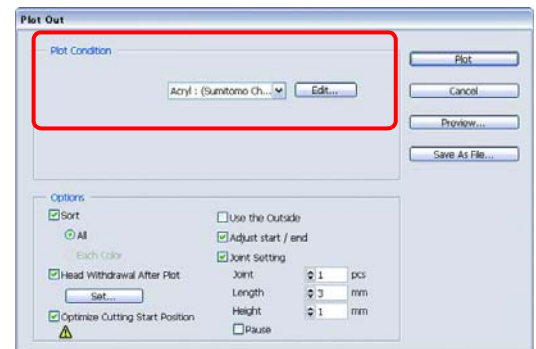 Plot Out
Plot Condition
Acryl : (Sumitomo Ch...
Edit...
Plot
Cancel
Preview...
Save As File...
Options
Sort
All
Each Color
Head Withdrawal After Plot
Set...
Optimize Cutting Start Position
Use the Outside
Adjust start / end
Joint Setting
Joint 1 pcs
Length 3 mm
Height 1 mm
Pause